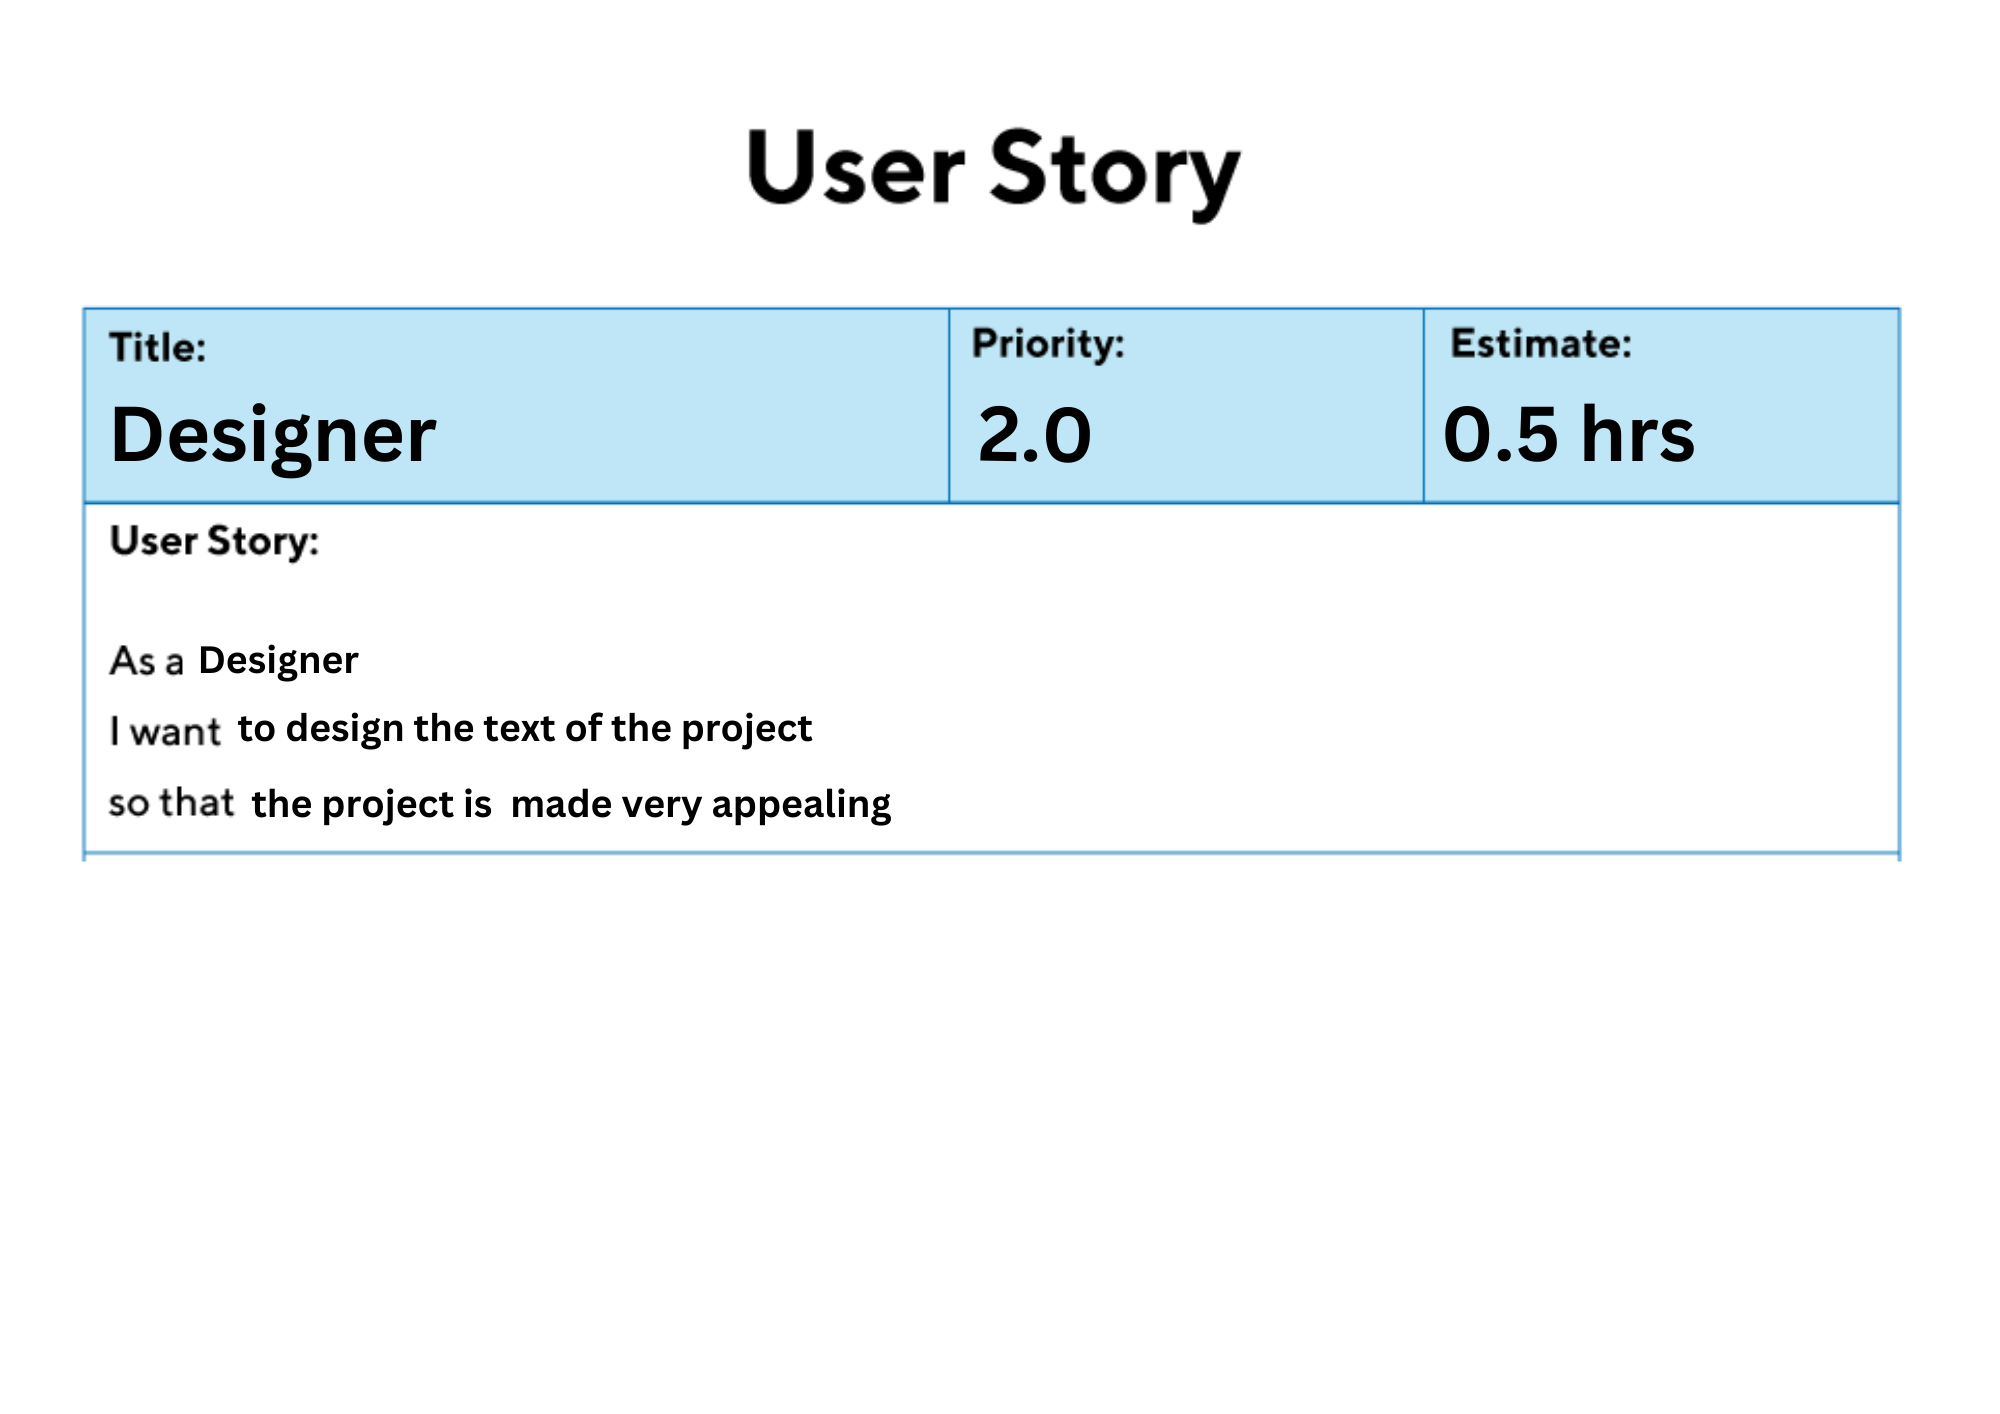 User Story
Title:
Designer
Priority:
2.0
Estimate:
0.5 hrs
User Story:
As a Designer
I want to design the text of the project
so that the project is  made very appealing